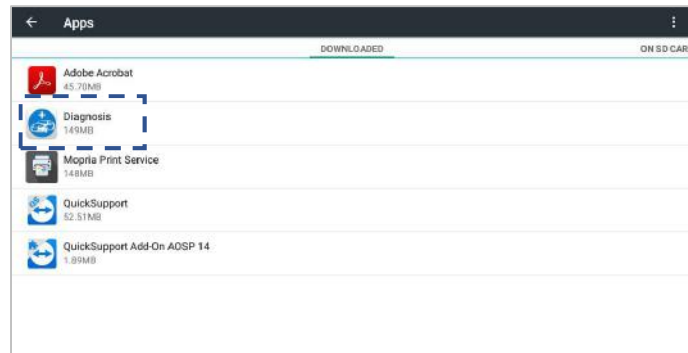 Apps
DOWNLOADED
ON SD CAR
Adobe Acrobat
45.70MB
Diagnosis
149MB
Mopria Print Service
148MB
QuickSupport
52.51MB
QuickSupport Add-On AOSP 14
1.89MB